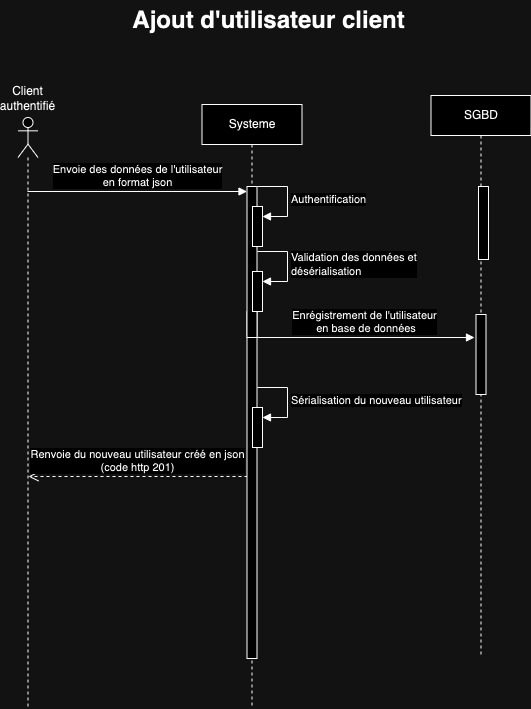 Ajout d'utilisateur client
Client
authentifié
Systeme
SGBD
Envoie des données de l'utilisateur
en format json
Authentification
Validation des données et
désérialisation
Enrégistrement de l'utilisateur
en base de données
Sérialisation du nouveau utilisateur
Renvoie du nouveau utilisateur créé en json
(code http 201)